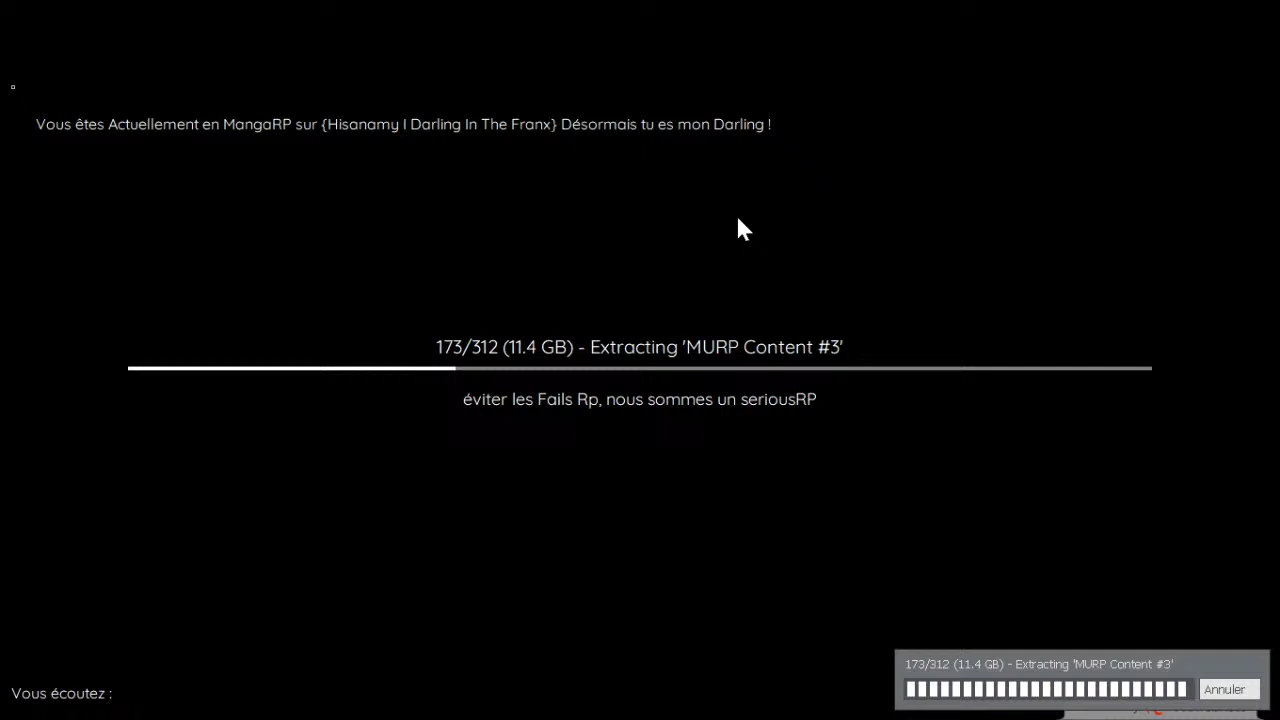 Vous êtes Actuellement en MangaRP sur {Hisanamy I Darling In The Franx} Désormais tu es mon Darling !
173/312 (11.4 GB) - Extracting 'MURP Content #3'
éviter les Fails Rp, nous sommes un seriousRP
Vous écoutez :
173/312 (11.4 GB) - Extracting 'MURP Content #3'
Annuler